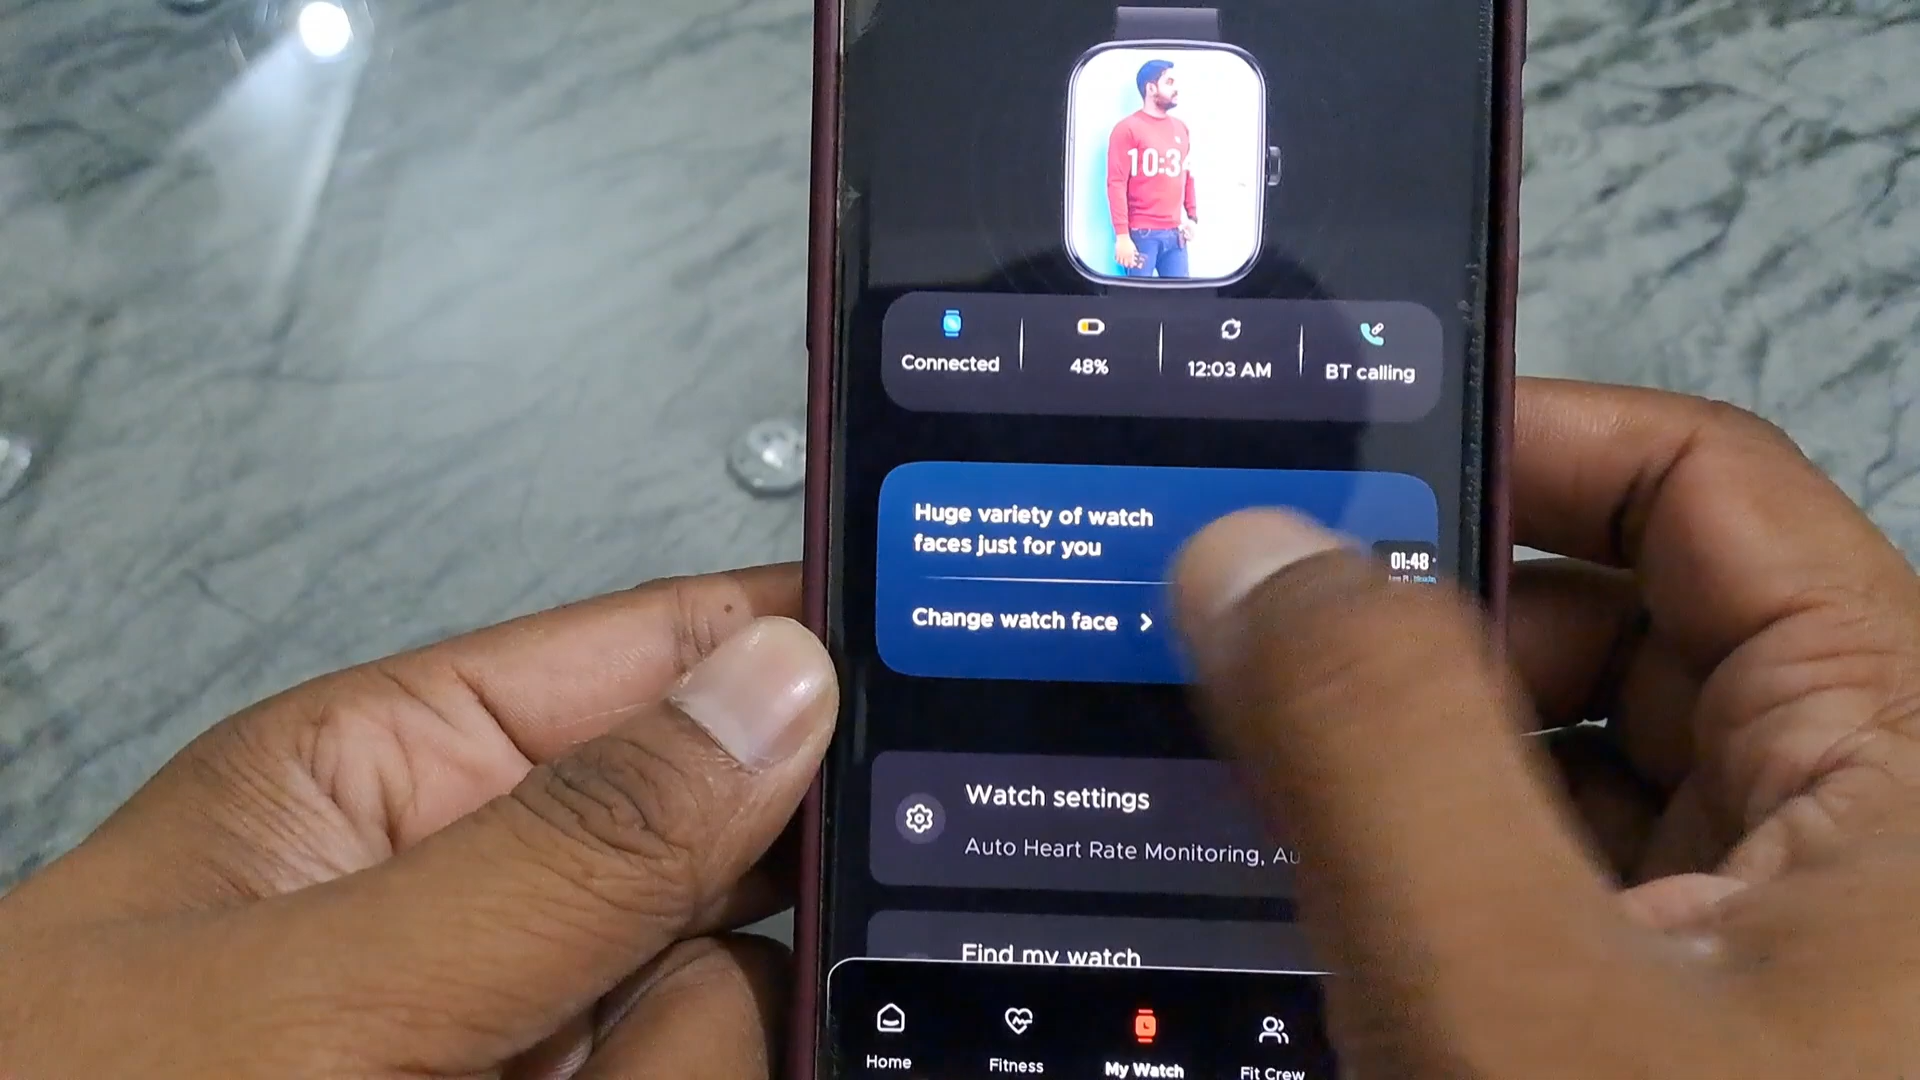 10:34
Connected
48%
12:03 AM
BT calling
Huge variety of watch
faces just for you
01:48
Change watch face
Watch settings
Auto Heart Rate Monitoring, Au
Find my watch
Home
Fitness
My Watch
Fit Crew